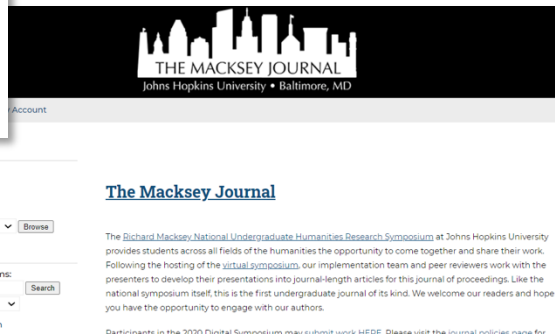 THE MACKSEY JOURNAL
Johns Hopkins University • Baltimore, MD
Account
The Macksey Journal
Browse
The Richard Macksey National Undergraduate Humanities Research Symposium at Johns Hopkins University
provides students across all fields of the humanities the opportunity to come together and share their work.
Following the hosting of the virtual symposium, our implementation team and peer reviewers work with the
ns:
Search
presenters to develop their presentations into journal-length articles for this journal of proceedings. Like the
national symposium itself, this is the first undergraduate journal of its kind. We welcome our readers and hope
you have the opportunity to engage with our authors.
Participants in the 2020 Digital Symposium may submit work HERE. Please visit the journal policies page for